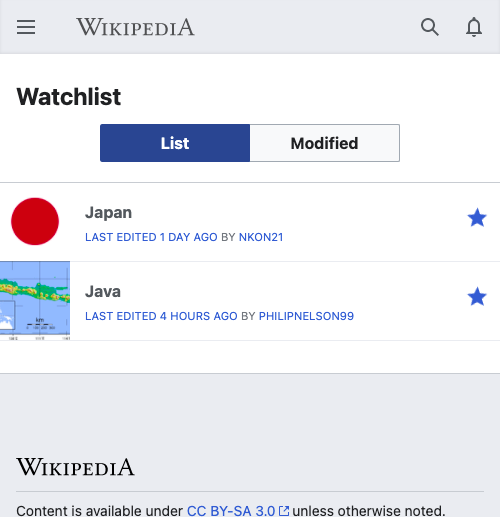 WIKIPEDIA
Watchlist
List Modified
Japan
LAST EDITED 1 DAY AGO BY NKON21
Java
LAST EDITED 4 HOURS AGO BY PHILIPNELSON99
km
WIKIPEDIA
Content is available under CC BY-SA 3.0 unless otherwise noted.